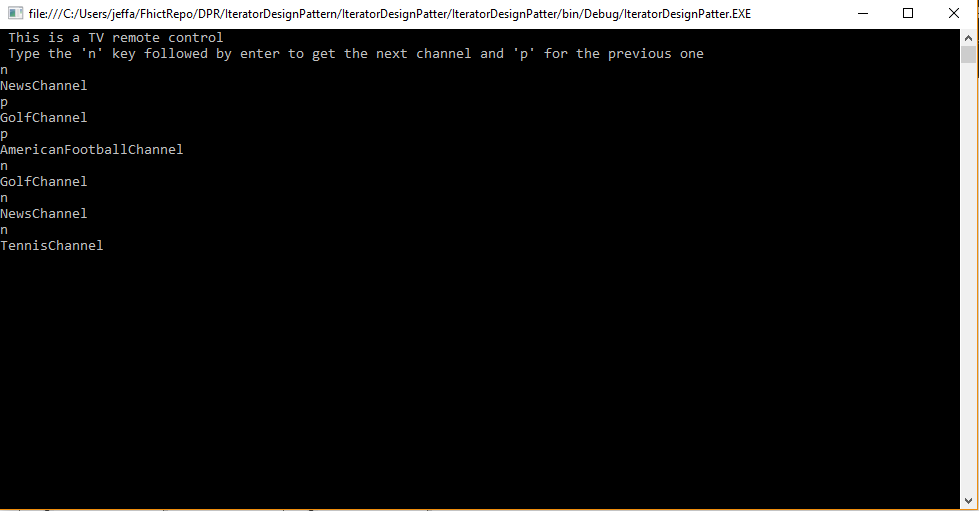 file:///C:/Users/jeffa/FhictRepo/DPR/IteratorDesignPattern/IteratorDesignPatter/IteratorDesignPatter/bin/Debug/IteratorDesignPatter.EXE
This is a TV remote control
Type the 'n' key followed by enter to get the next channel and 'p' for the previous one
n
NewsChannel
p
GolfChannel
p
AmericanFootballChannel
n
GolfChannel
n
NewsChannel
n
TennisChannel